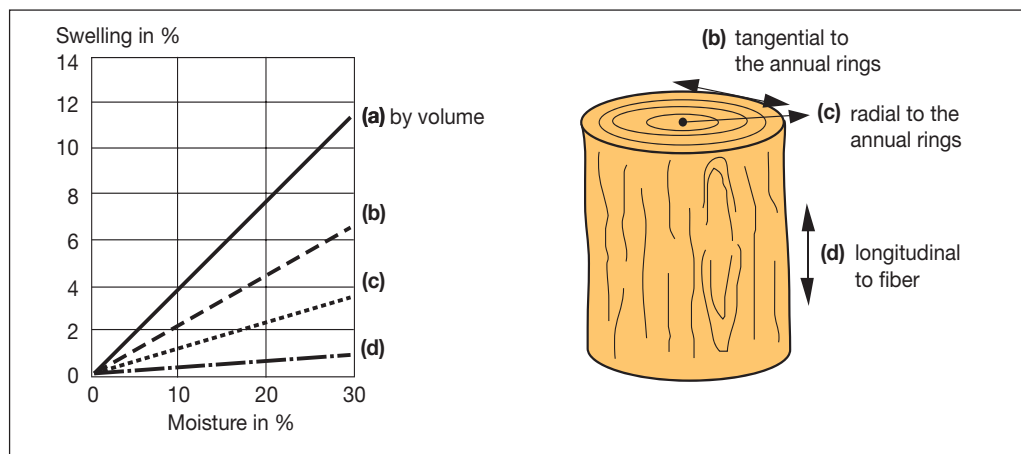 Swelling in %
14
12
10
8
6
4
2
0
(a) by volume
(b)
(c)
(d)
0 10 20 30
Moisture in %
(b) tangential to
the annual rings
(c) radial to the
annual rings
(d) longitudinal
to fiber